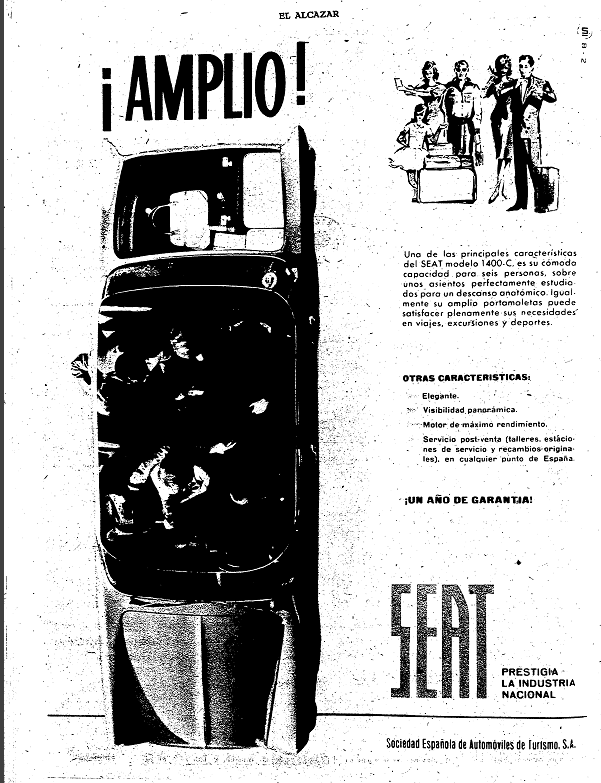 EL ALCAZAR
¡AMPLIO!
Una de las principales características
del SEAT modelo 1400-C, es su cómoda
capacidad para seis personas, sobre
unos asientos perfectamente estudia-
dos para un descanso anatómico. Igual-
mente su amplio portamaletas puede
satisfacer plenamente sus necesidades
en viajes, excursiones y deportes.
OTRAS CARACTERISTICAS:
Elegante.
Visibilidad panorámica.
Motor de máximo rendimiento.
Servicio post-venta (talleres, estacio-
nes de servicio y recambios origina-
les), en cualquier punto de España.
¡UN AÑO DE GARANTIA!
SEAT
PRESTIGIA
LA INDUSTRIA
NACIONAL
Sociedad Española de Automóviles de Turismo, S.A.